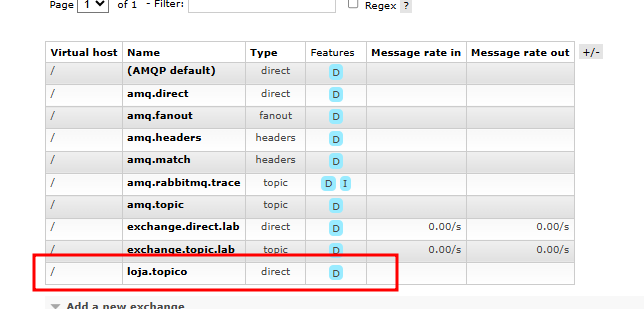 Page 1 of 1 - Filter: Regex ?
Virtual host Name Type Features Message rate in Message rate out +/-
/ (AMQP default) direct D
/ amq.direct direct D
/ amq.fanout fanout D
/ amq.headers headers D
/ amq.match headers D
/ amq.rabbitmq.trace topic D I
/ amq.topic topic D
/ exchange.direct.lab direct D 0.00/s 0.00/s
/ exchange.topic.lab topic D 0.00/s 0.00/s
/ loja.topico direct D
Add a new exchange